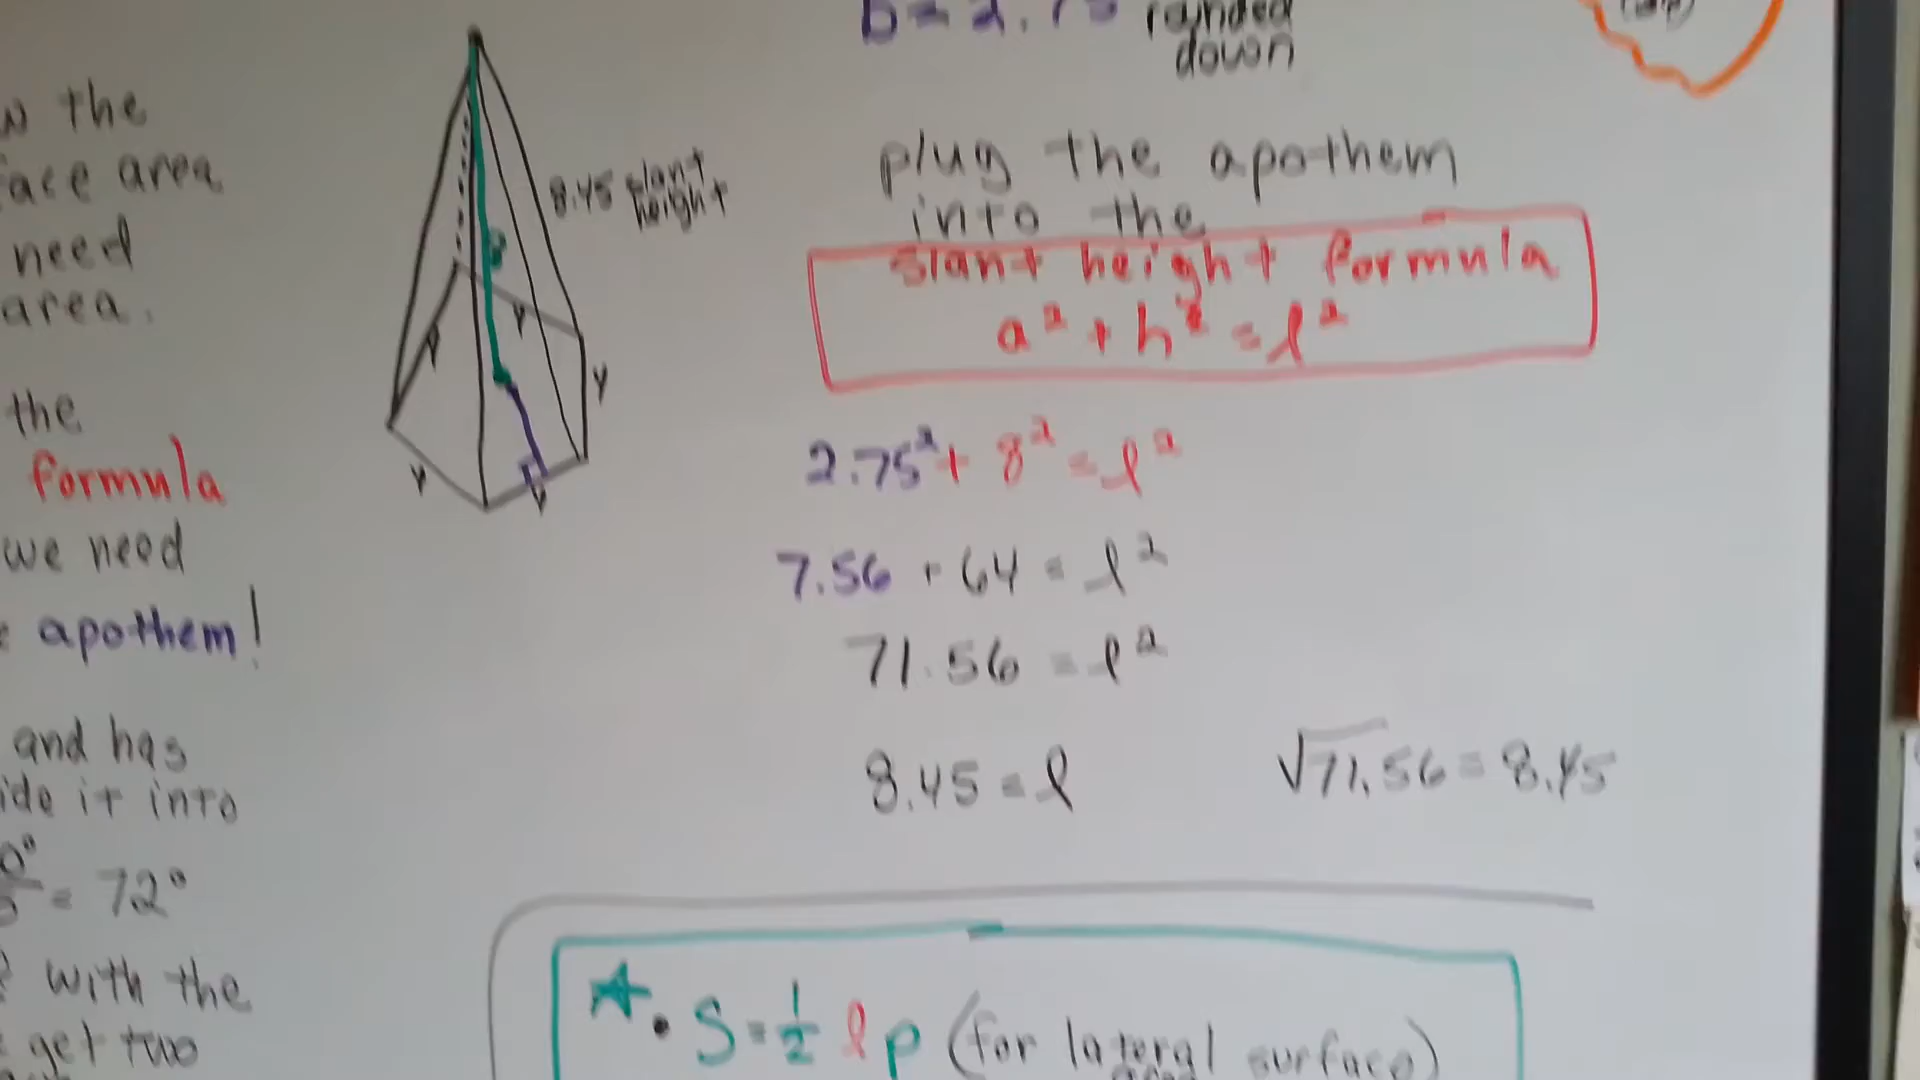 the
face area
need
area.
the
formula
we need
apothem!
and has
it into
= 72°
with the
get two
8.45 slant
height
8
y
y
y
y
y
b = 2.75 rounded
down
plug the apothem
into the
slant height formula
a² + h² = l²
2.75² + 8² = l²
7.56 + 64 = l²
71.56 = l²
8.45 = l
√71.56 = 8.45
• S = 1/2 lp (for lateral surface)